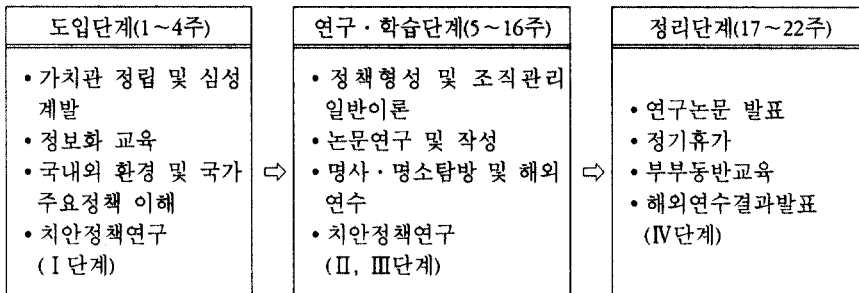 도입단계(1~4주)
• 가치관 정립 및 심성
계발
• 정보화 교육
• 국내외 환경 및 국가
주요정책 이해
• 치안정책연구
(Ⅰ단계)
⇨
연구·학습단계(5~16주)
• 정책형성 및 조직관리
일반이론
• 논문연구 및 작성
• 명사·명소탐방 및 해외
연수
• 치안정책연구
(Ⅱ, Ⅲ단계)
⇨
정리단계(17~22주)
• 연구논문 발표
• 정기휴가
• 부부동반교육
• 해외연수결과발표
(Ⅳ단계)